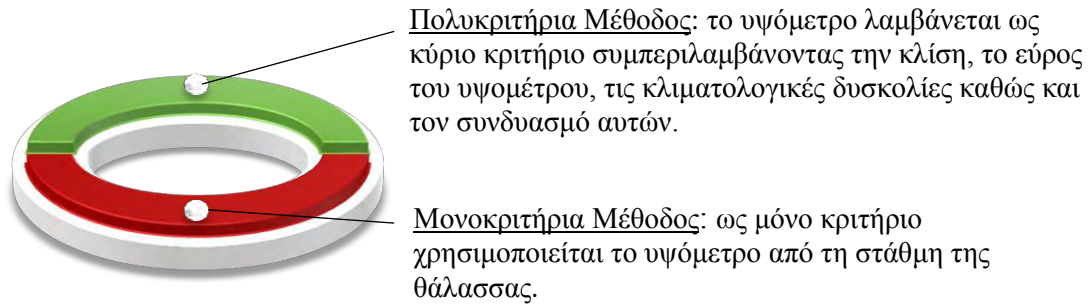 Πολυκριτήρια Μέθοδος: το υψόμετρο λαμβάνεται ως
κύριο κριτήριο συμπεριλαμβάνοντας την κλίση, το εύρος
του υψομέτρου, τις κλιματολογικές δυσκολίες καθώς και
τον συνδυασμό αυτών.
Μονοκριτήρια Μέθοδος: ως μόνο κριτήριο
χρησιμοποιείται το υψόμετρο από τη στάθμη της
θάλασσας.